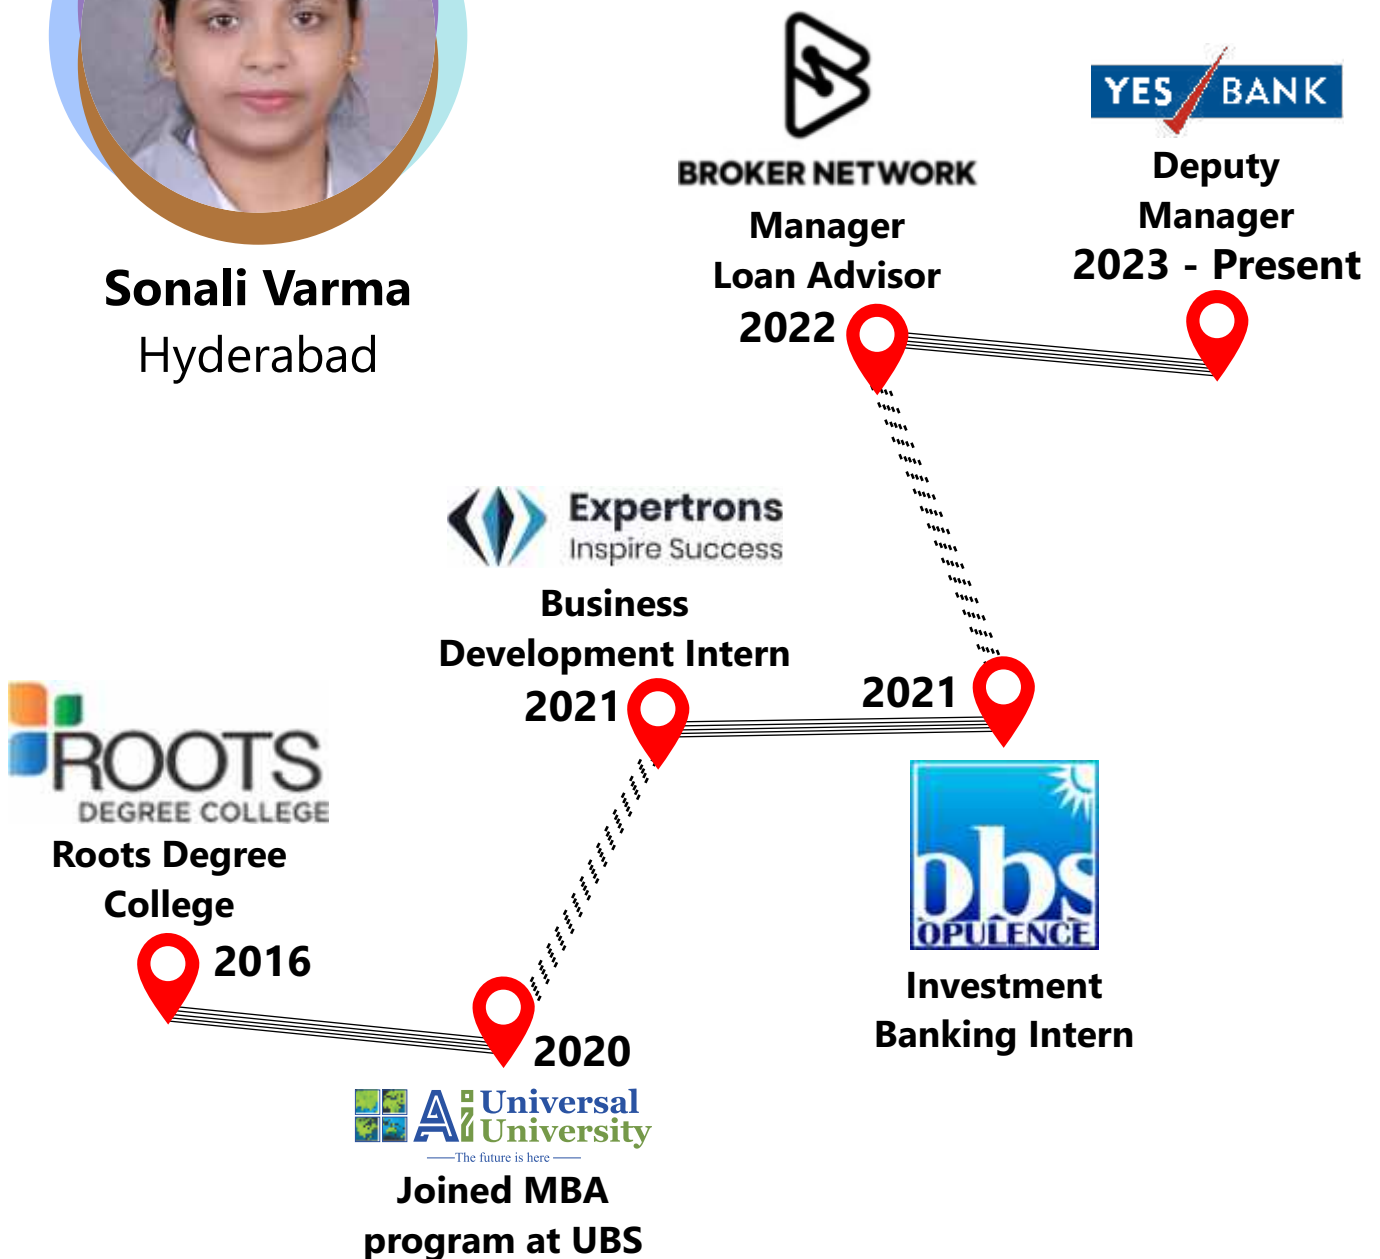 Sonali Varma
Hyderabad
BROKER NETWORK
Manager
Loan Advisor
2022
YES BANK
Deputy
Manager
2023 - Present
Expertrons
Inspire Success
Business
Development Intern
2021
2021
obs
OPULENCE
Investment
Banking Intern
ROOTS
DEGREE COLLEGE
Roots Degree
College
2016
2020
Ai Universal
University
The future is here
Joined MBA
program at UBS